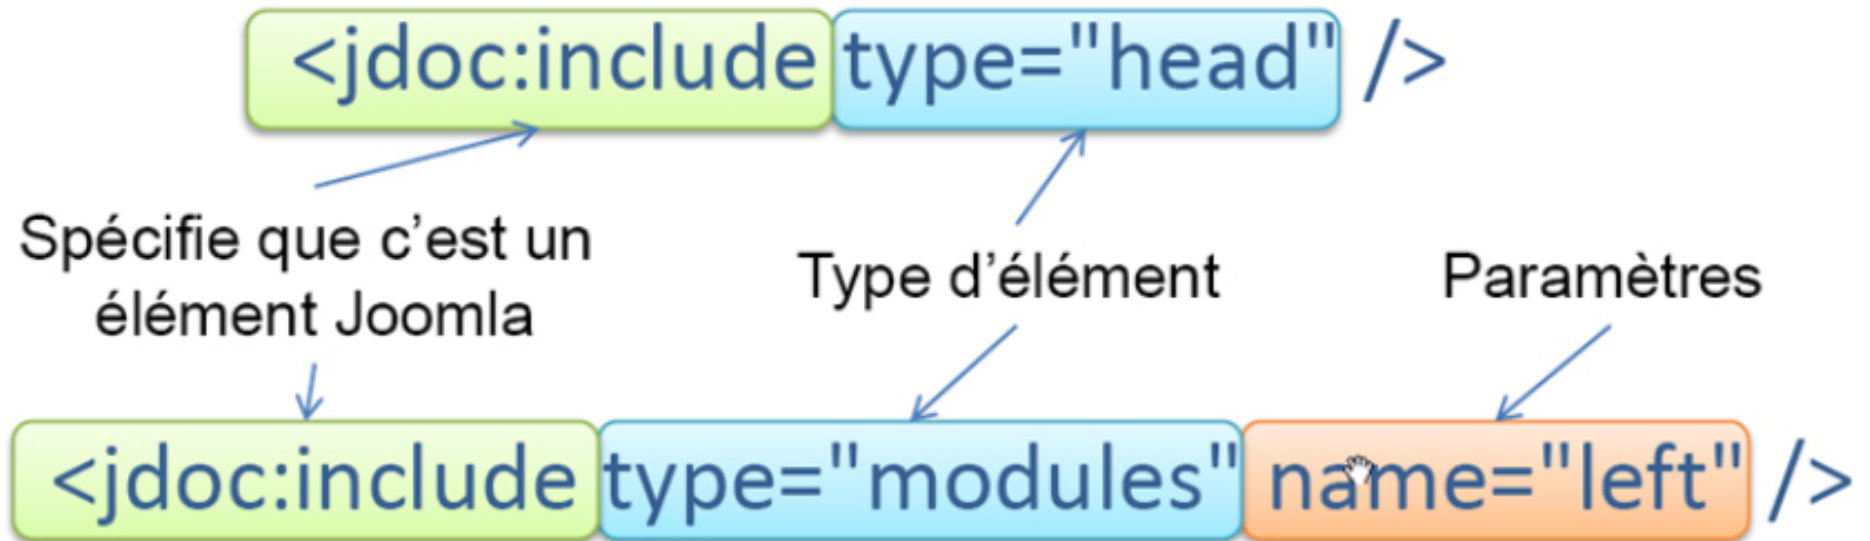 <jdoc:include type="head" />
Spécifie que c’est un
élément Joomla
Type d’élément
Paramètres
<jdoc:include type="modules" name="left" />